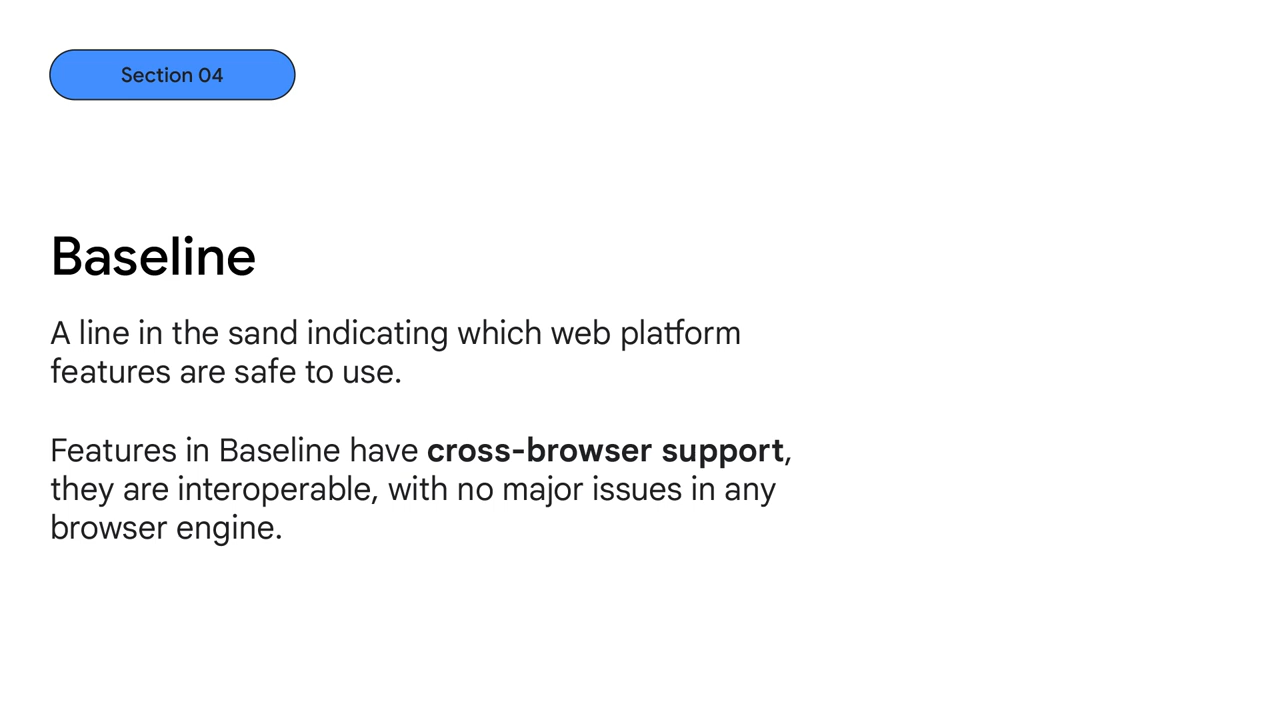 Section 04
Baseline
A line in the sand indicating which web platform
features are safe to use.
Features in Baseline have cross-browser support,
they are interoperable, with no major issues in any
browser engine.